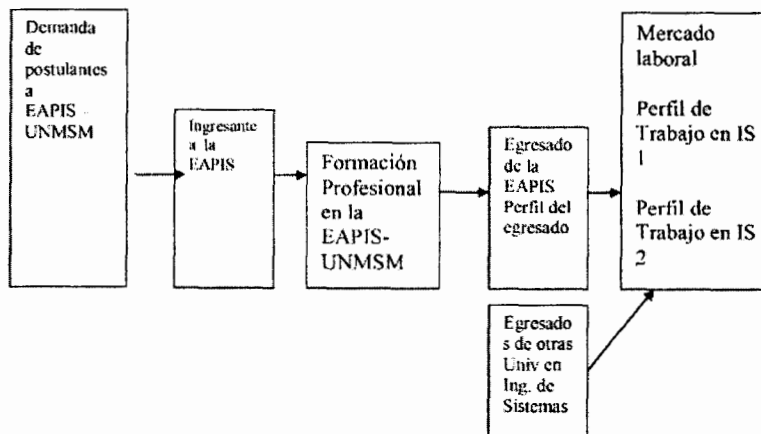 Demanda
de
postulantes
a
EAPIS -
UNMSM
Ingresante
a la
EAPIS
Formación
Profesional
en la
EAPIS-
UNMSM
Egresado
de la
EAPIS
Perfil del
egresado
Mercado
laboral
Perfil de
Trabajo en IS
1
Perfil de
Trabajo en IS
2
Egresado
s de otras
Univ en
Ing. de
Sistemas